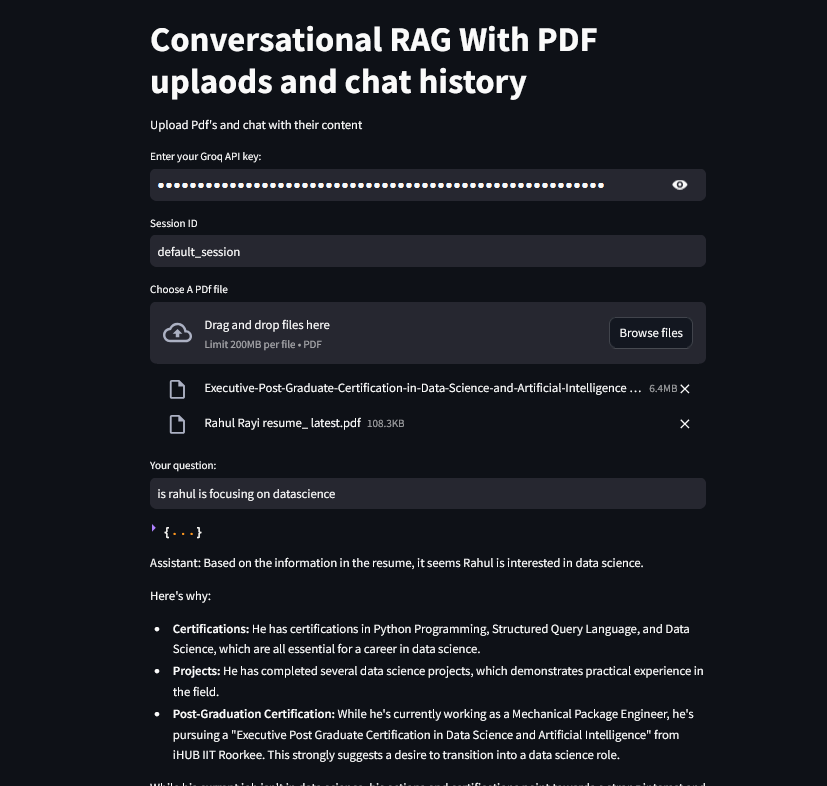 Conversational RAG With PDF
uplaods and chat history
Upload Pdf's and chat with their content
Enter your Groq API key:
Session ID
default_session
Choose A PDf file
Drag and drop files here
Limit 200MB per file • PDF
Browse files
Executive-Post-Graduate-Certification-in-Data-Science-and-Artificial-Intelligence ... 6.4MB
Rahul Rayi resume_ latest.pdf 108.3KB
Your question:
is rahul is focusing on datascience
{...}
Assistant: Based on the information in the resume, it seems Rahul is interested in data science.
Here's why:
• Certifications: He has certifications in Python Programming, Structured Query Language, and Data
Science, which are all essential for a career in data science.
• Projects: He has completed several data science projects, which demonstrates practical experience in
the field.
• Post-Graduation Certification: While he's currently working as a Mechanical Package Engineer, he's
pursuing a "Executive Post Graduate Certification in Data Science and Artificial Intelligence" from
iHUB IIT Roorkee. This strongly suggests a desire to transition into a data science role.